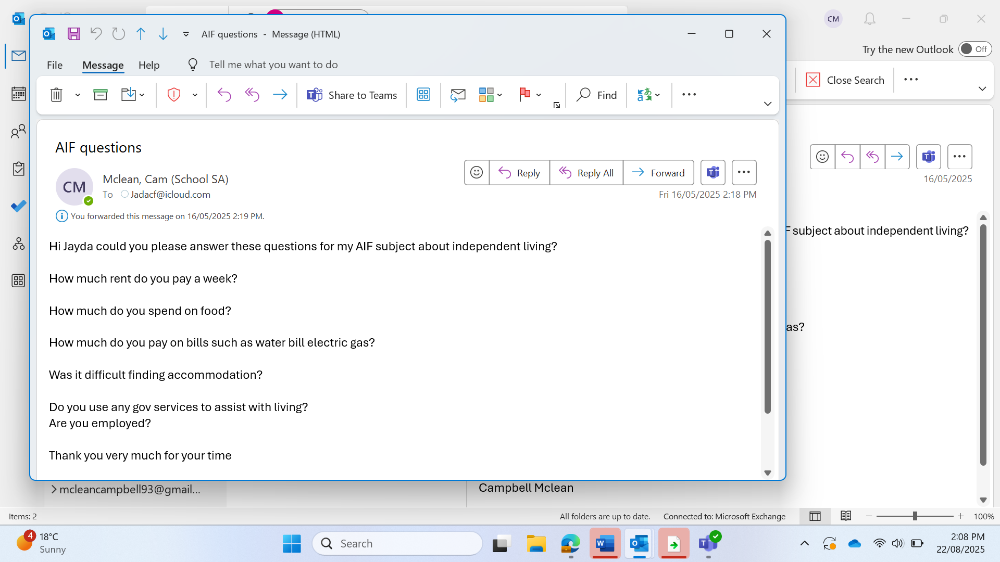 AIF questions - Message (HTML)
CM
Try the new Outlook Off
File Message Help Tell me what you want to do
Share to Teams
Find
Close Search
AIF questions
CM
Mclean, Cam (School SA)
Reply Reply All Forward
To Jadacf@icloud.com
Fri 16/05/2025 2:18 PM
16/05/2025
You forwarded this message on 16/05/2025 2:19 PM.
Hi Jayda could you please answer these questions for my AIF subject about independent living?
How much rent do you pay a week?
How much do you spend on food?
How much do you pay on bills such as water bill electric gas?
Was it difficult finding accommodation?
Do you use any gov services to assist with living?
Are you employed?
Thank you very much for your time
F subject about independent living?
as?
mcleancampbell93@gmail...
Campbell Mclean
Items: 2
All folders are up to date. Connected to: Microsoft Exchange
100%
4
18°C
Sunny
Search
2:08 PM
22/08/2025